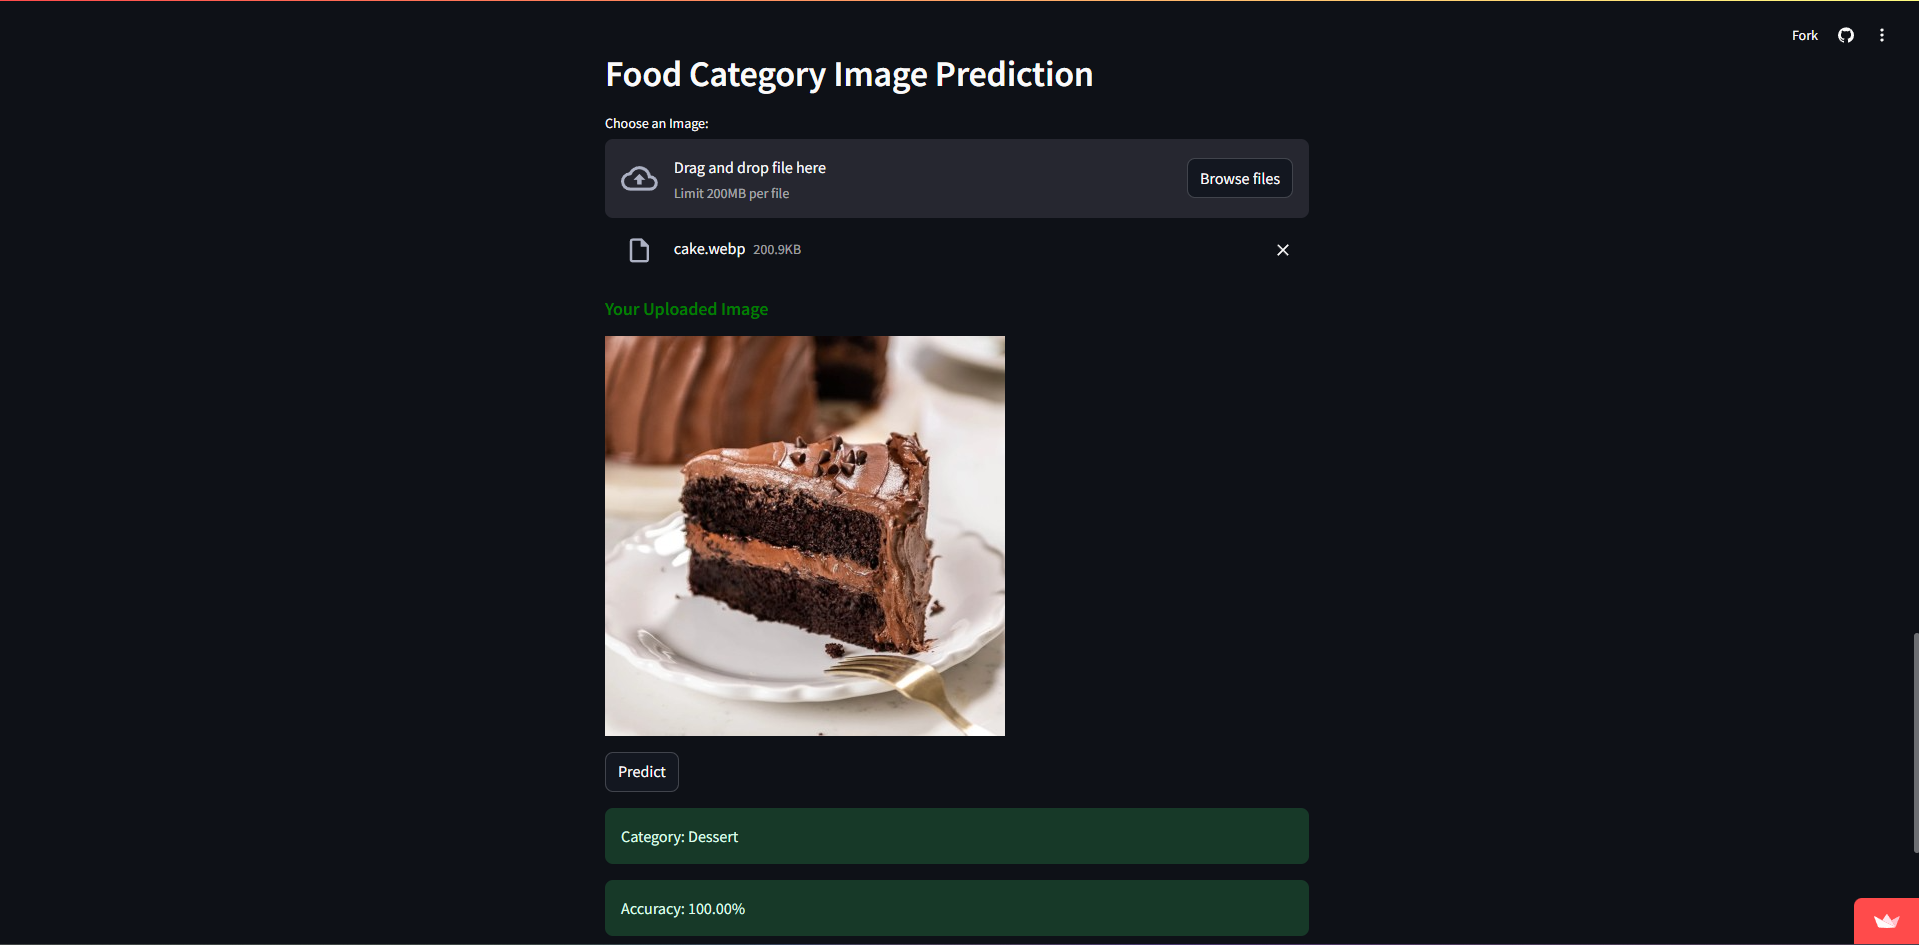 Fork
Food Category Image Prediction
Choose an Image:
Drag and drop file here
Limit 200MB per file
Browse files
cake.webp 200.9KB
Your Uploaded Image
Predict
Category: Dessert
Accuracy: 100.00%